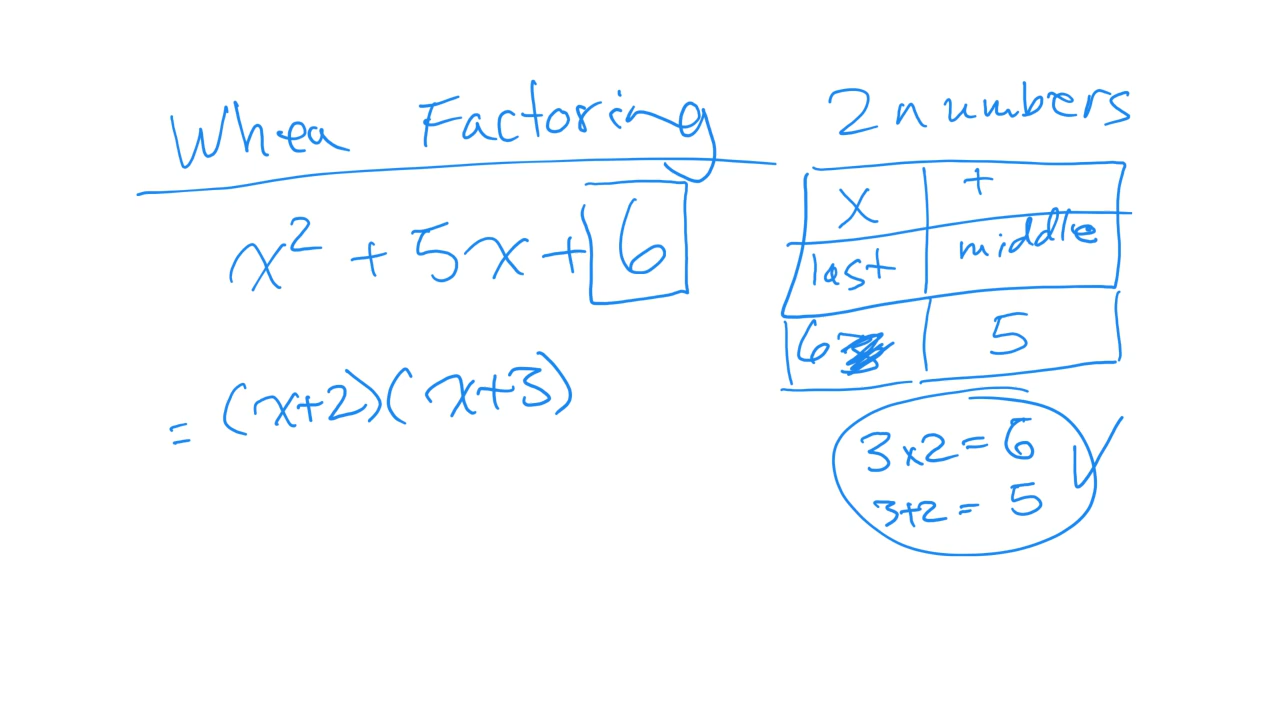 Whea Factoring
x² + 5x + 6
= (x+2)(x+3)
2 numbers
x +
last middle
6 5
3x2 = 6
3+2 = 5